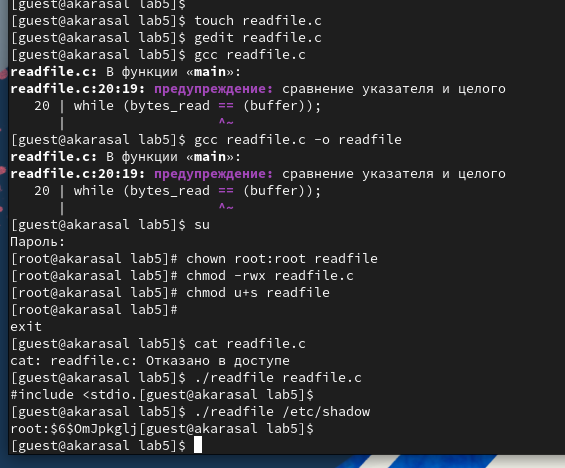 [guest@akarasal lab5]$
[guest@akarasal lab5]$ touch readfile.c
[guest@akarasal lab5]$ gedit readfile.c
[guest@akarasal lab5]$ gcc readfile.c
readfile.c: В функции «main»:
readfile.c:20:19: предупреждение: сравнение указателя и целого
20 | while (bytes_read == (buffer));
| ^~
[guest@akarasal lab5]$ gcc readfile.c -o readfile
readfile.c: В функции «main»:
readfile.c:20:19: предупреждение: сравнение указателя и целого
20 | while (bytes_read == (buffer));
| ^~
[guest@akarasal lab5]$ su
Пароль:
[root@akarasal lab5]# chown root:root readfile
[root@akarasal lab5]# chmod -rwx readfile.c
[root@akarasal lab5]# chmod u+s readfile
[root@akarasal lab5]#
exit
[guest@akarasal lab5]$ cat readfile.c
cat: readfile.c: Отказано в доступе
[guest@akarasal lab5]$ ./readfile readfile.c
#include <stdio.[guest@akarasal lab5]$
[guest@akarasal lab5]$ ./readfile /etc/shadow
root:$6$OmJpkglj[guest@akarasal lab5]$
[guest@akarasal lab5]$